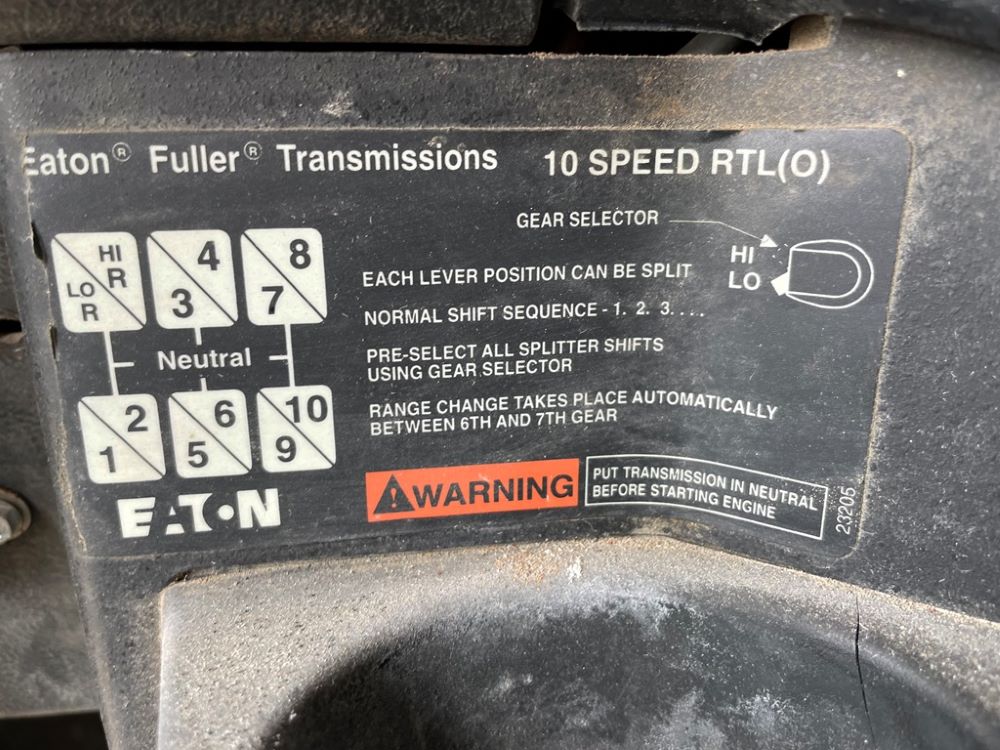 Eaton® Fuller® Transmissions 10 SPEED RTL(O)
GEAR SELECTOR
HI
LO
HI
R
LO
R
4
3
8
7
Neutral
2
1
6
5
10
9
EACH LEVER POSITION CAN BE SPLIT
NORMAL SHIFT SEQUENCE - 1. 2. 3. . . .
PRE-SELECT ALL SPLITTER SHIFTS
USING GEAR SELECTOR
RANGE CHANGE TAKES PLACE AUTOMATICALLY
BETWEEN 6TH AND 7TH GEAR
EATON
WARNING
PUT TRANSMISSION IN NEUTRAL
BEFORE STARTING ENGINE
23205